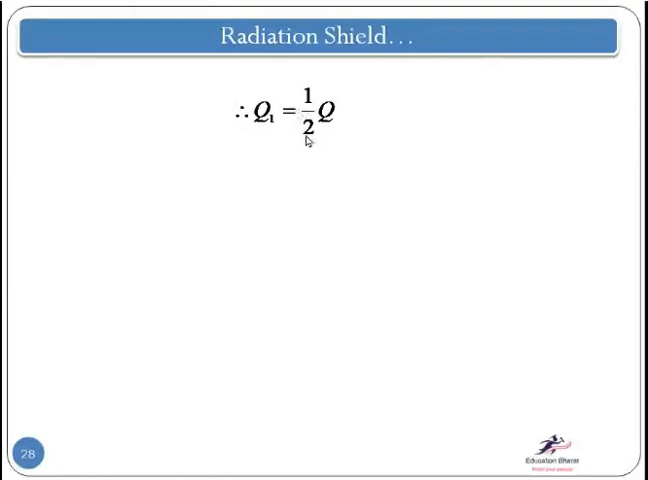 Radiation Shield...
∴ Q₁ = 1/2 Q
28
Education Bharat